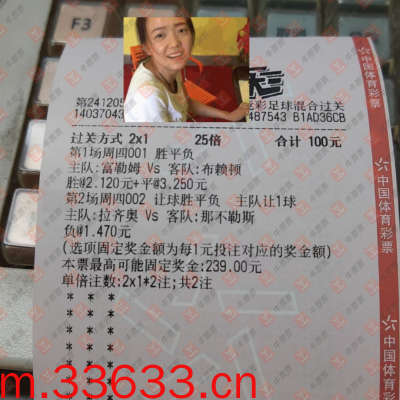 F3
第241205
竞彩足球混合过关
14037043
487543 B1AD36CB
过关方式 2x1 25倍 合计 100元
第1场周四001 胜平负
主队:富勒姆 Vs 客队:布赖顿
胜@2.120元+平@3.250元
第2场周四002 让球胜平负 主队让1球
主队:拉齐奥 Vs 客队:那不勒斯
负@1.470元
(选项固定奖金额为每1元投注对应的奖金额)
本票最高可能固定奖金:239.00元
单倍注数:2x1*2注;共2注
* * *
* * *
* * *
* * *
* * *
m.33633.cn
中国体育彩票
中国体育彩票
中国体育彩票